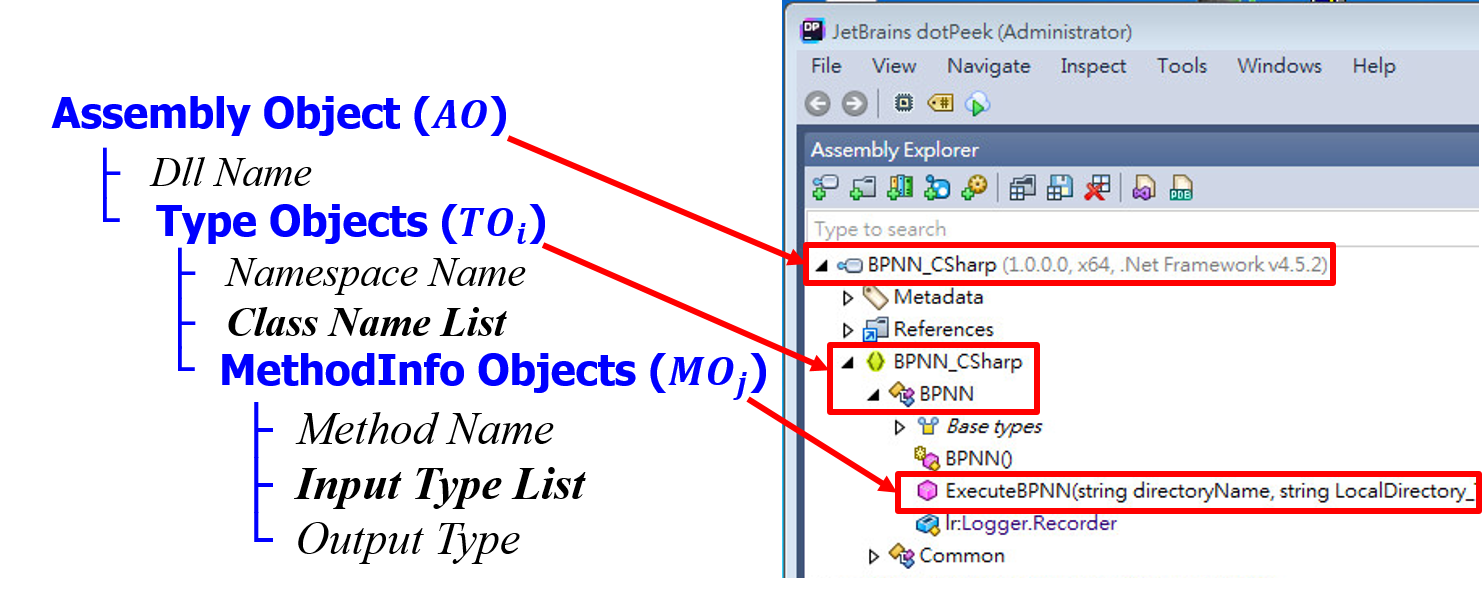 Assembly Object (AO)
Dll Name
Type Objects (TOi)
Namespace Name
Class Name List
MethodInfo Objects (MOj)
Method Name
Input Type List
Output Type
DP
JetBrains dotPeek (Administrator)
File View Navigate Inspect Tools Windows Help
Assembly Explorer
PDB
Type to search
BPNN_CSharp (1.0.0.0, x64, .Net Framework v4.5.2)
Metadata
References
BPNN_CSharp
BPNN
Base types
BPNN()
ExecuteBPNN(string directoryName, string LocalDirectory_
lr:Logger.Recorder
Common